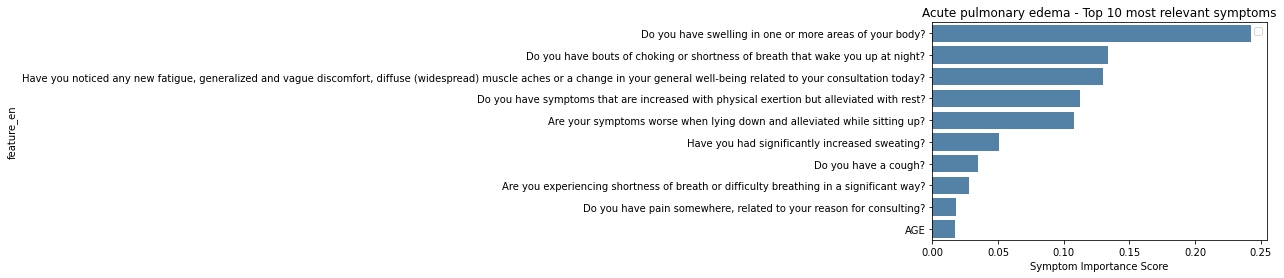 Acute pulmonary edema - Top 10 most relevant symptoms
Do you have swelling in one or more areas of your body?
Do you have bouts of choking or shortness of breath that wake you up at night?
Have you noticed any new fatigue, generalized and vague discomfort, diffuse (widespread) muscle aches or a change in your general well-being related to your consultation today?
Do you have symptoms that are increased with physical exertion but alleviated with rest?
Are your symptoms worse when lying down and alleviated while sitting up?
Have you had significantly increased sweating?
Do you have a cough?
Are you experiencing shortness of breath or difficulty breathing in a significant way?
Do you have pain somewhere, related to your reason for consulting?
AGE
feature_en
0.00 0.05 0.10 0.15 0.20 0.25
Symptom Importance Score